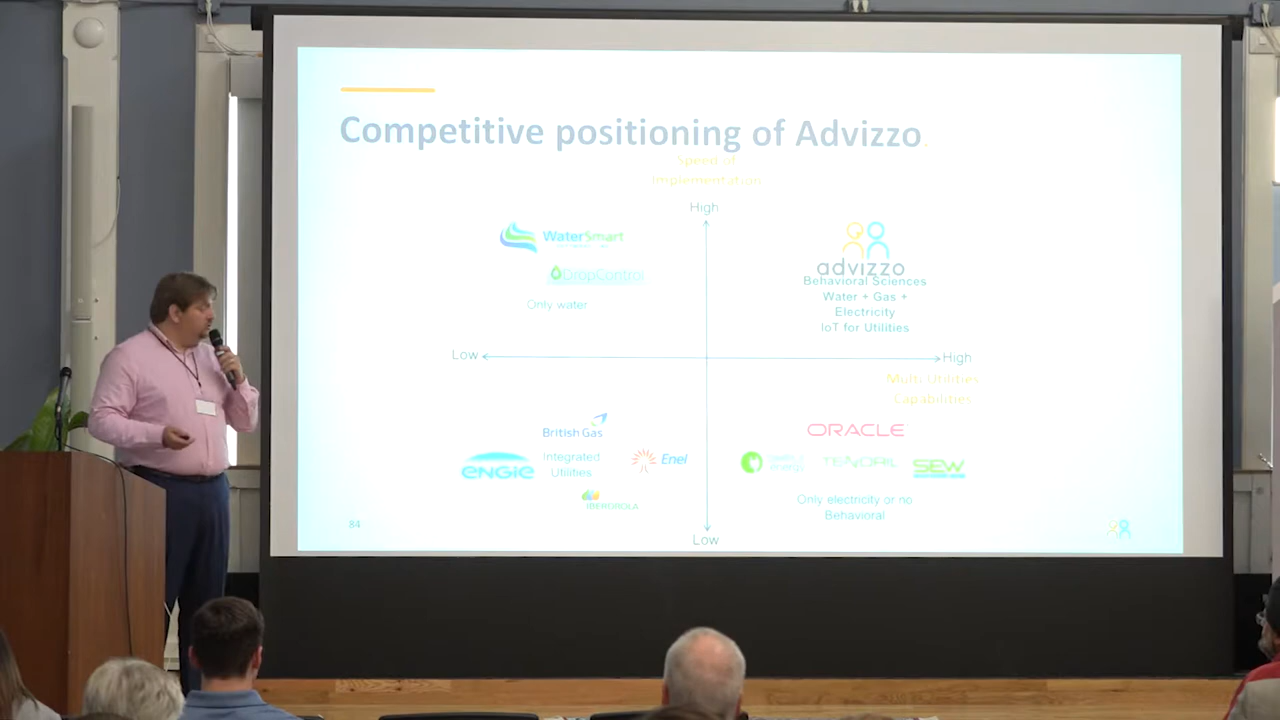 Competitive positioning of Advizzo.
Speed of
Implementation
High
WaterSmart
DropControl
Only water
advizzo
Behavioral Sciences
Water + Gas +
Electricity
IoT for Utilities
Low
High
Multi Utilities
Capabilities
British Gas
ENGIE
Integrated
Utilities
Enel
IBERDROLA
ORACLE
energy
TENDRIL
SEW
Only electricity or no
Behavioral
Low
84